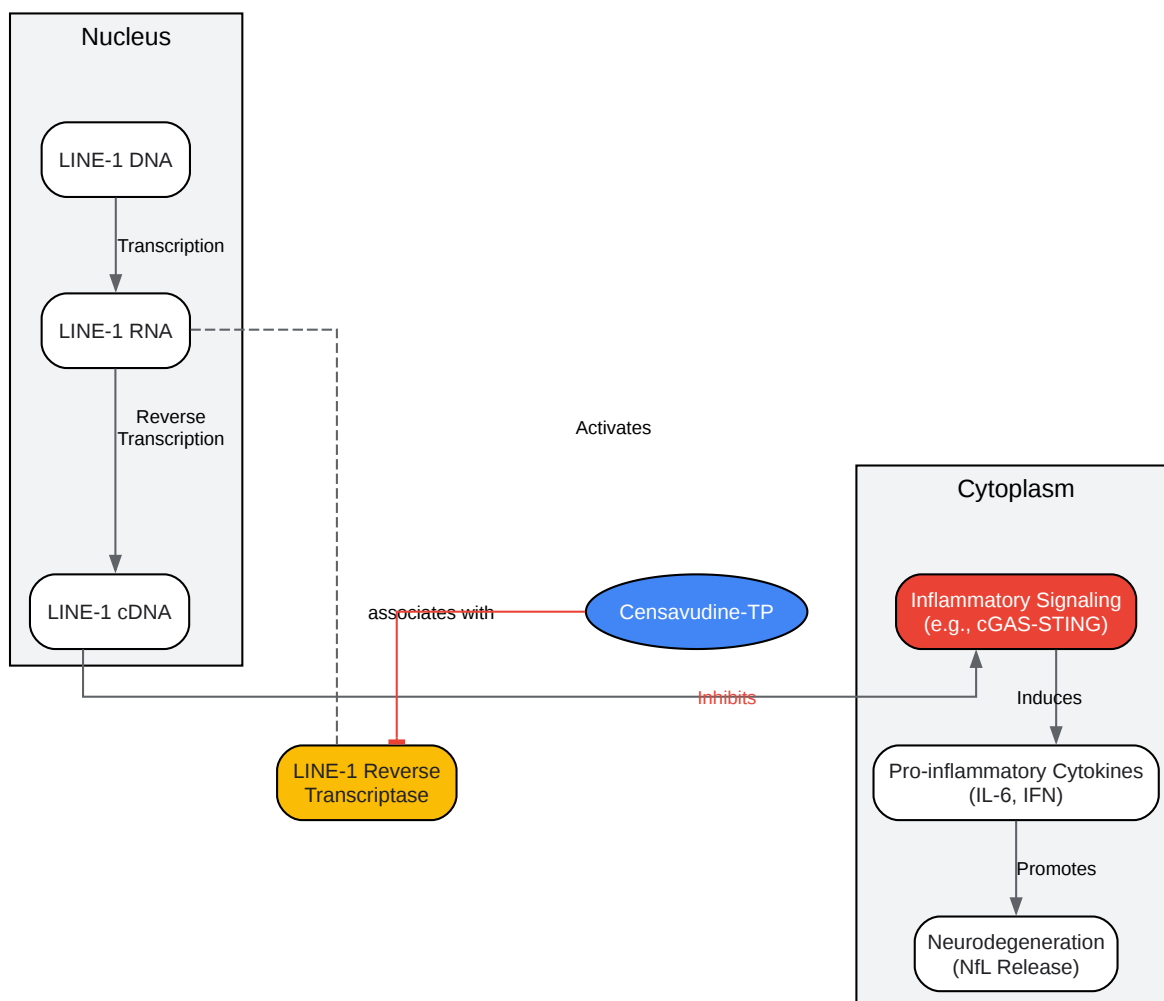 Nucleus
LINE-1 DNA
Transcription
LINE-1 RNA
Reverse
Transcription
Activates
Cytoplasm
LINE-1 cDNA
associates with
Censavudine-TP
Inflammatory Signaling
(e.g., cGAS-STING)
Inhibits
Induces
LINE-1 Reverse
Transcriptase
Pro-inflammatory Cytokines
(IL-6, IFN)
Promotes
Neurodegeneration
(NfL Release)